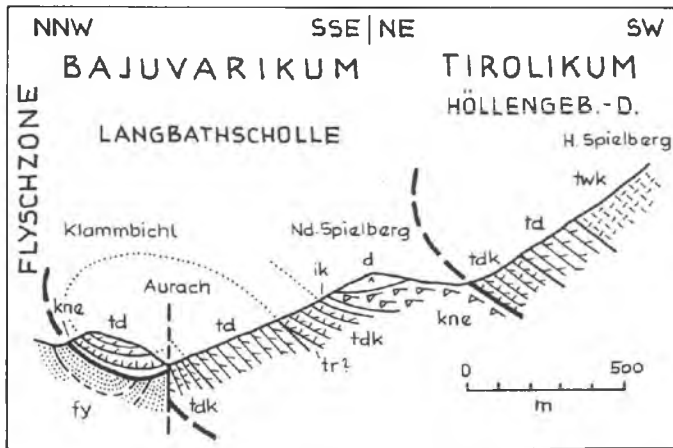 NNW SSE NE SW
BAJUVARIKUM TIROLIKUM
HÖLLENGEB.-D.
LANGBATHSCHOLLE
H. Spielberg
FLYSCHZONE
twk
td
Klammbichl Nd.Spielberg
tdk
ik d
Aurach
kne td td tdk kne
tr?
fy tdk
0 500
m